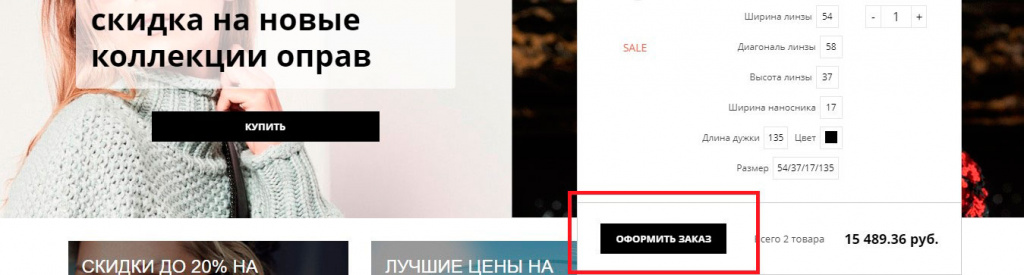 скидка на новые
коллекции оправ
КУПИТЬ
Ширина линзы 54
- 1 +
SALE
Диагональ линзы 58
Высота линзы 37
Ширина наносника 17
Длина дужки 135 Цвет
Размер 54/37/17/135
ОФОРМИТЬ ЗАКАЗ
Всего 2 товара 15 489.36 руб.
СКИДКИ ДО 20% НА
ЛУЧШИЕ ЦЕНЫ НА